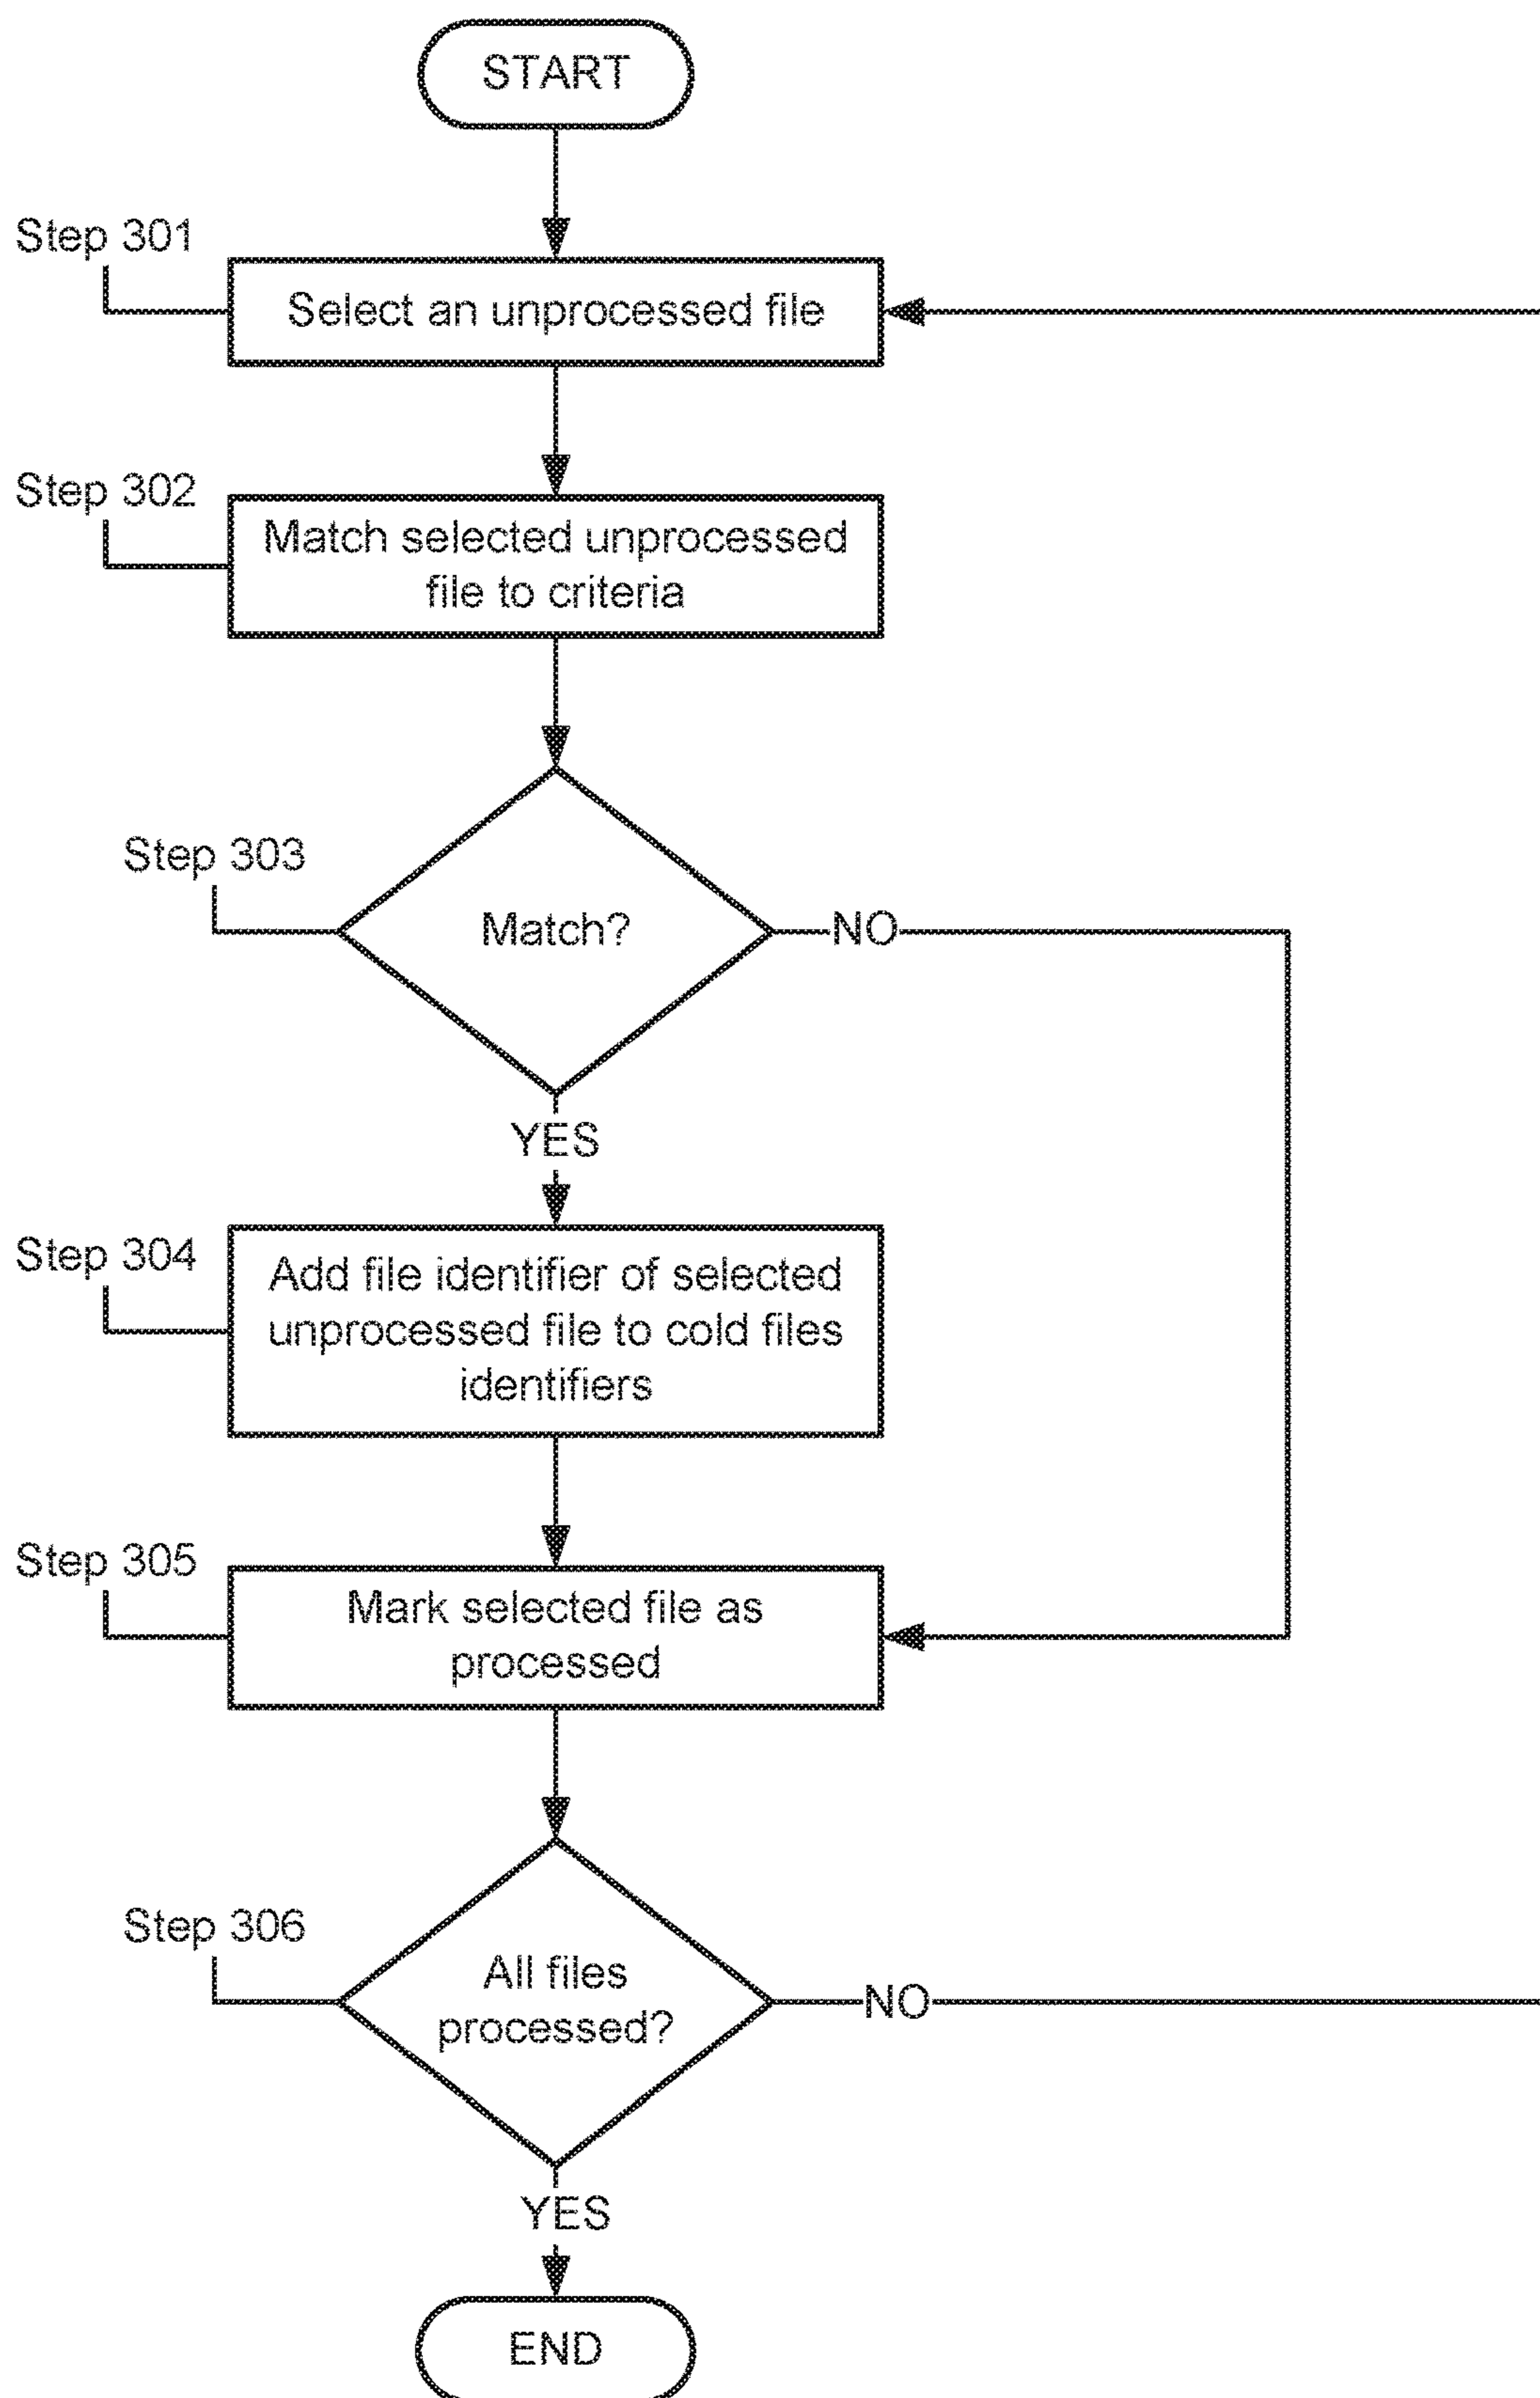 START
Step 301
Select an unprocessed file
Step 302
Match selected unprocessed
file to criteria
Step 303
Match?
NO
YES
Step 304
Add file identifier of selected
unprocessed file to cold files
identifiers
Step 305
Mark selected file as
processed
Step 306
All files
processed?
NO
YES
END